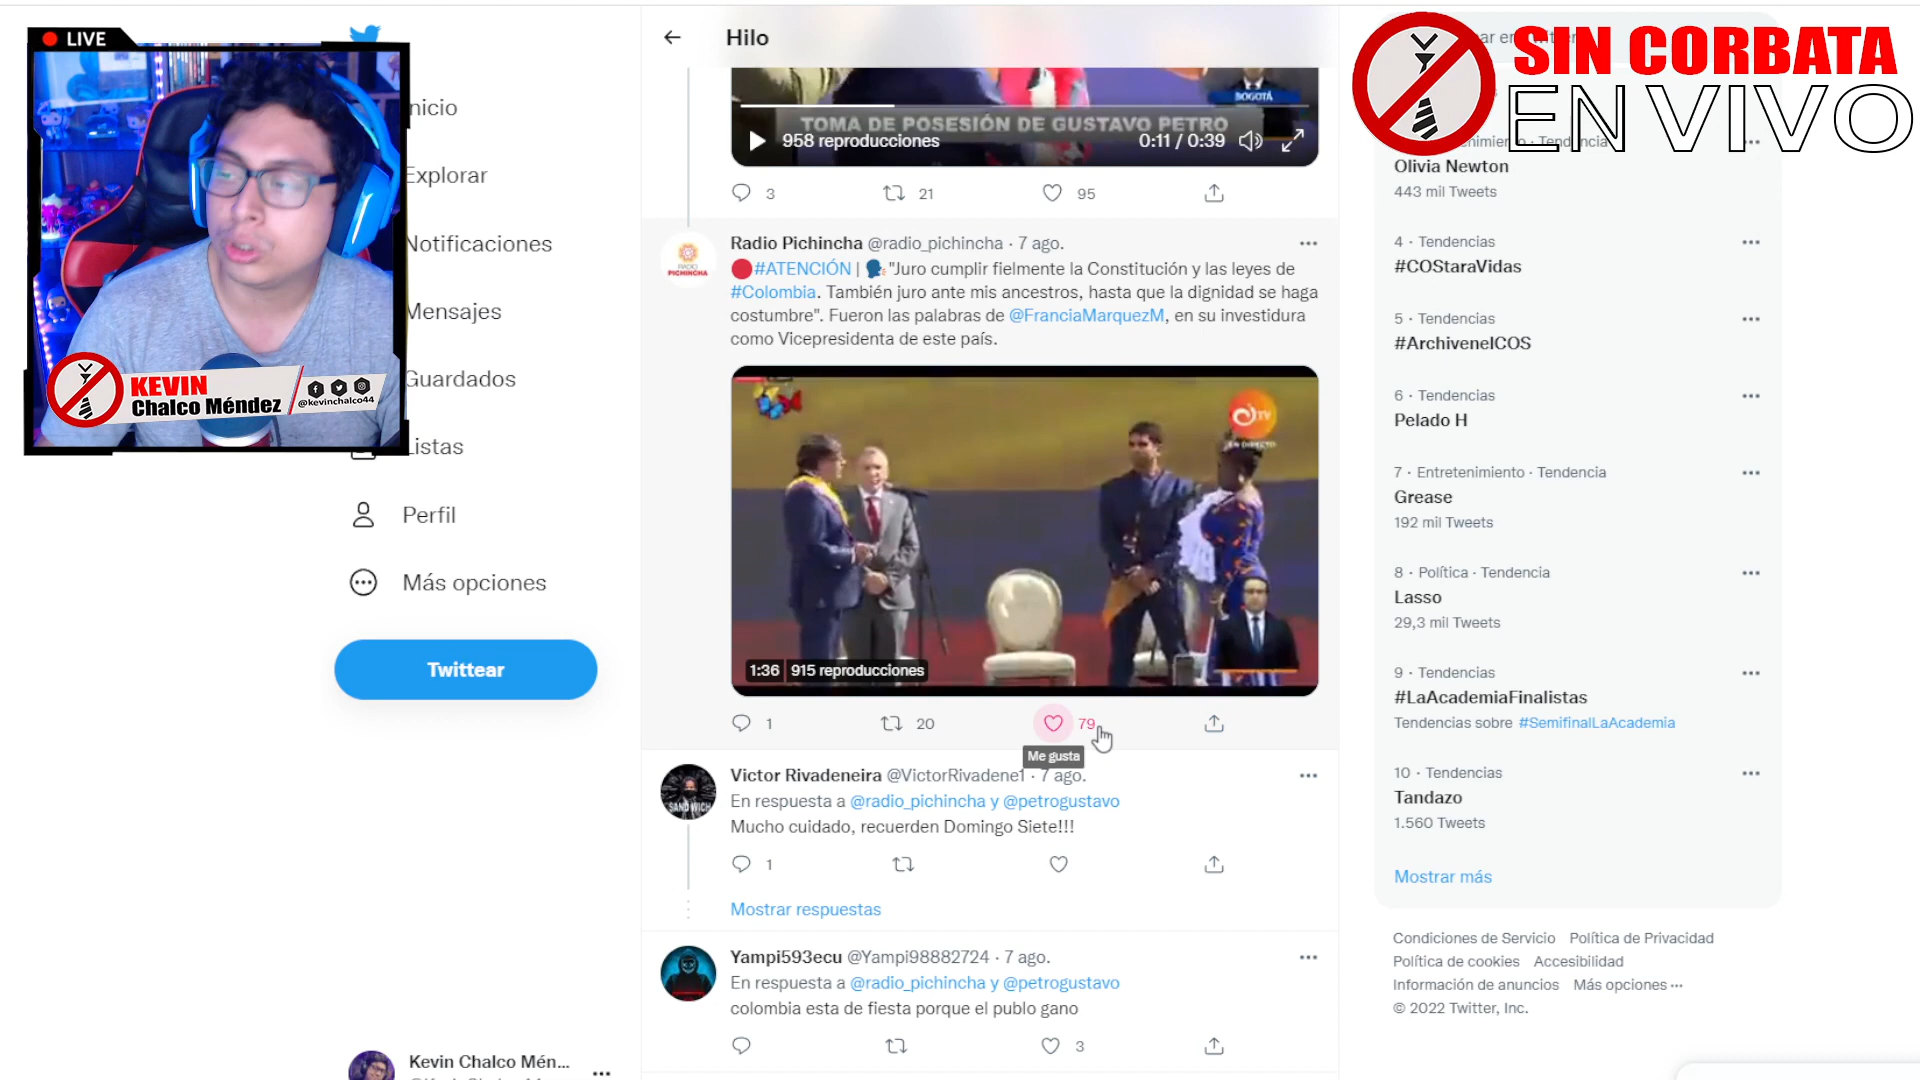 LIVE
KEVIN
Chalco Méndez
@kevinchalco44
Inicio
Explorar
Notificaciones
Mensajes
Guardados
Listas
Perfil
Más opciones
Twittear
Kevin Chalco Mén...
Hilo
BOGOTÁ
TOMA DE POSESIÓN DE GUSTAVO PETRO
958 reproducciones
0:11 / 0:39
3 21 95
Radio Pichincha @radio_pichincha · 7 ago.
RADIO
PICHINCHA
#ATENCIÓN | "Juro cumplir fielmente la Constitución y las leyes de
#Colombia. También juro ante mis ancestros, hasta que la dignidad se haga
costumbre". Fueron las palabras de @FranciaMarquezM, en su investidura
como Vicepresidenta de este país.
TV
EN DIRECTO
1:36 915 reproducciones
1 20 79
Me gusta
Victor Rivadeneira @VictorRivadene1 · 7 ago.
SANDWICH
En respuesta a @radio_pichincha y @petrogustavo
Mucho cuidado, recuerden Domingo Siete!!!
1
Mostrar respuestas
Yampi593ecu @Yampi98882724 · 7 ago.
En respuesta a @radio_pichincha y @petrogustavo
colombia esta de fiesta porque el publo gano
3
SIN CORBATA
EN VIVO
Olivia Newton
443 mil Tweets
4 · Tendencias
#COStaraVidas
5 · Tendencias
#ArchivenelCOS
6 · Tendencias
Pelado H
7 · Entretenimiento · Tendencia
Grease
192 mil Tweets
8 · Política · Tendencia
Lasso
29,3 mil Tweets
9 · Tendencias
#LaAcademiaFinalistas
Tendencias sobre #SemifinalLaAcademia
10 · Tendencias
Tandazo
1.560 Tweets
Mostrar más
Condiciones de Servicio Política de Privacidad
Política de cookies Accesibilidad
Información de anuncios Más opciones ···
© 2022 Twitter, Inc.